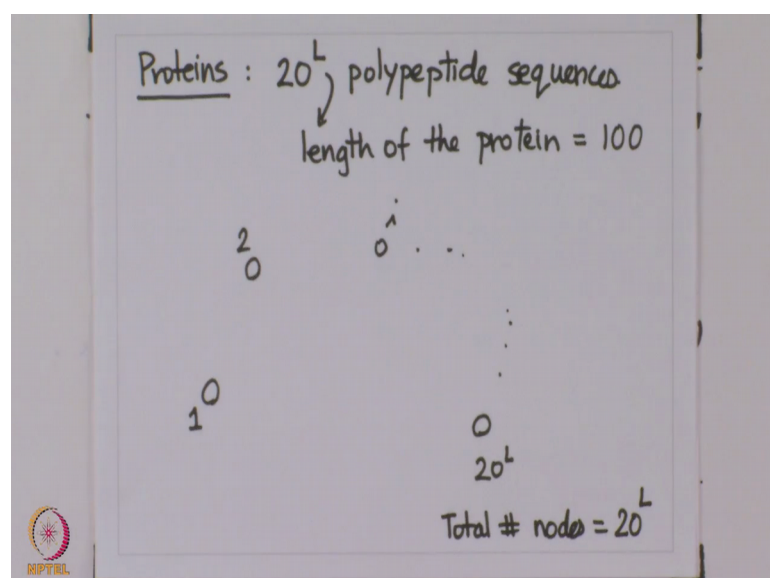 Proteins : 20^L polypeptide sequences
length of the protein = 100
2
1
20^L
Total # nodes = 20^L
NPTEL